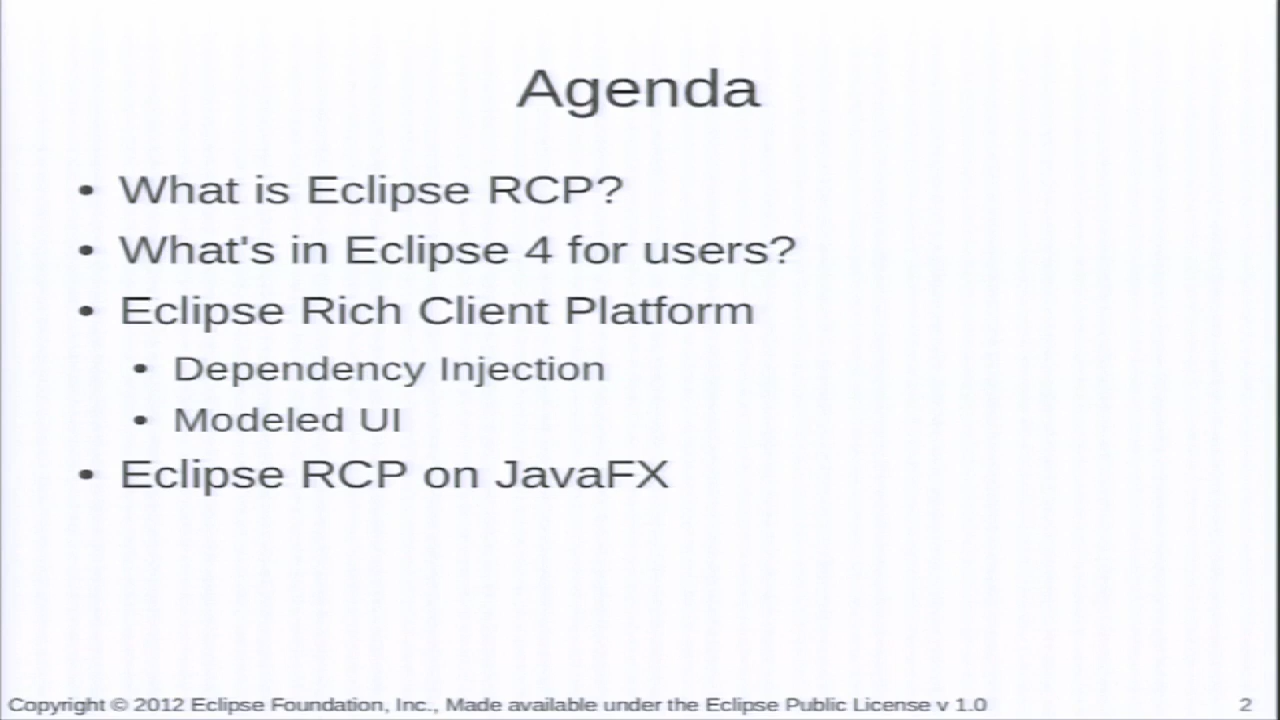 Agenda
• What is Eclipse RCP?
• What's in Eclipse 4 for users?
• Eclipse Rich Client Platform
• Dependency Injection
• Modeled UI
• Eclipse RCP on JavaFX
Copyright © 2012 Eclipse Foundation, Inc., Made available under the Eclipse Public License v 1.0 2